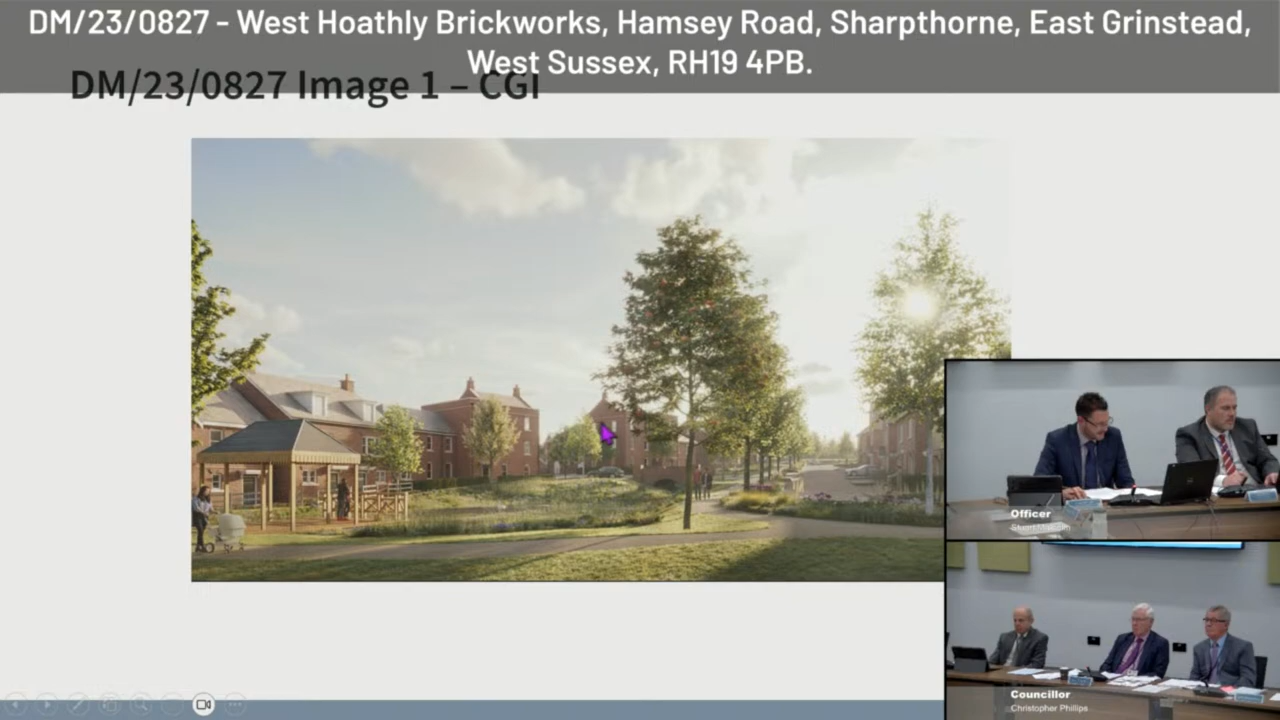 DM/23/0827 - West Hoathly Brickworks, Hamsey Road, Sharpthorne, East Grinstead,
West Sussex, RH19 4PB.
DM/23/0827 Image 1 – CGI
Officer
Councillor
Christopher Phillips